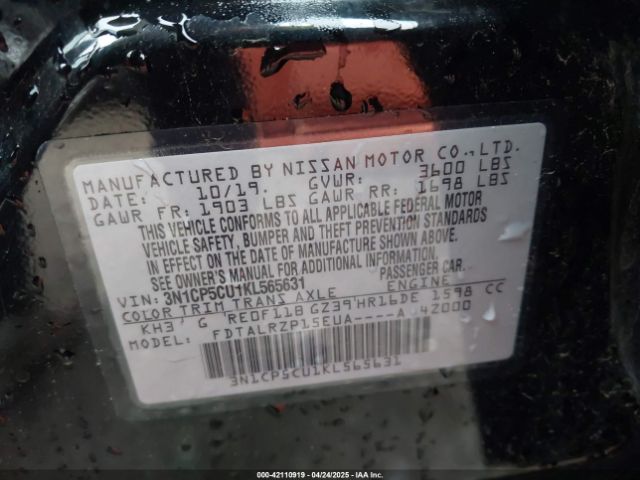 MANUFACTURED BY NISSAN MOTOR CO., LTD.
DATE: 10/19. GVWR: 3600 LBS
GAWR FR: 1903 LBS GAWR RR: 1698 LBS
THIS VEHICLE CONFORMS TO ALL APPLICABLE FEDERAL MOTOR
VEHICLE SAFETY, BUMPER AND THEFT PREVENTION STANDARDS
IN EFFECT ON THE DATE OF MANUFACTURE SHOWN ABOVE.
SEE OWNER'S MANUAL FOR ADDITIONAL INFORMATION.
VIN: 3N1CP5CU1KL565631 PASSENGER CAR.
COLOR TRIM TRANS AXLE ENGINE
KH3' G RE0F11B GZ39'HR16DE 1598 CC
MODEL: FDTALRZP15EUA----A 42000
3N1CP5CU1KL565631
000-42110919 - 04/24/2025 - IAAI.COM